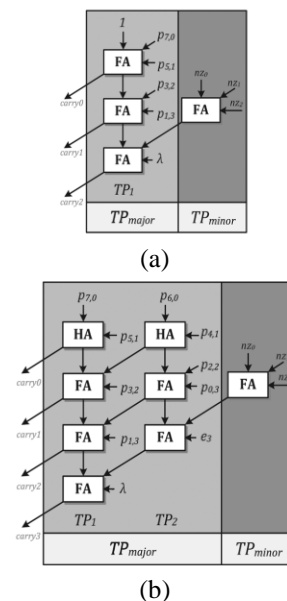 1
p7,0
FA
p5,1
carry0
p3,2
nz0
nz1
FA
p1,3
FA
nz2
carry1
FA
λ
carry2
TP1
TPmajor
TPminor
(a)
p7,0
p6,0
HA
p5,1
HA
p4,1
nz0
carry0
p2,2
FA
p3,2
FA
p0,3
FA
carry1
FA
p1,3
FA
e3
carry2
FA
λ
carry3
TP1
TP2
TPmajor
TPminor
(b)